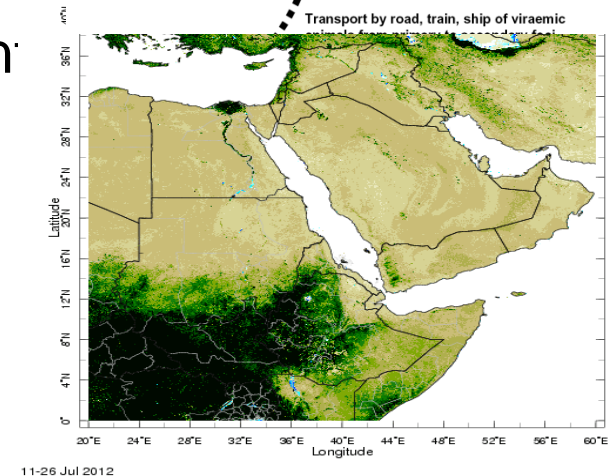 Transport by road, train, ship of viraemic
40°N
36°N
32°N
28°N
24°N
20°N
16°N
12°N
8°N
4°N
0°
Latitude
20°E 24°E 28°E 32°E 36°E 40°E 44°E 48°E 52°E 56°E 60°E
Longitude
11-26 Jul 2012